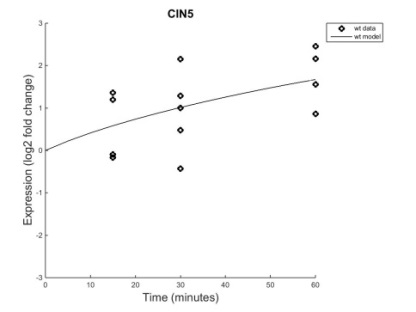 CIN5
wt data
wt model
3
2
1
0
-1
-2
-3
Expression (log2 fold change)
0 10 20 30 40 50 60
Time (minutes)